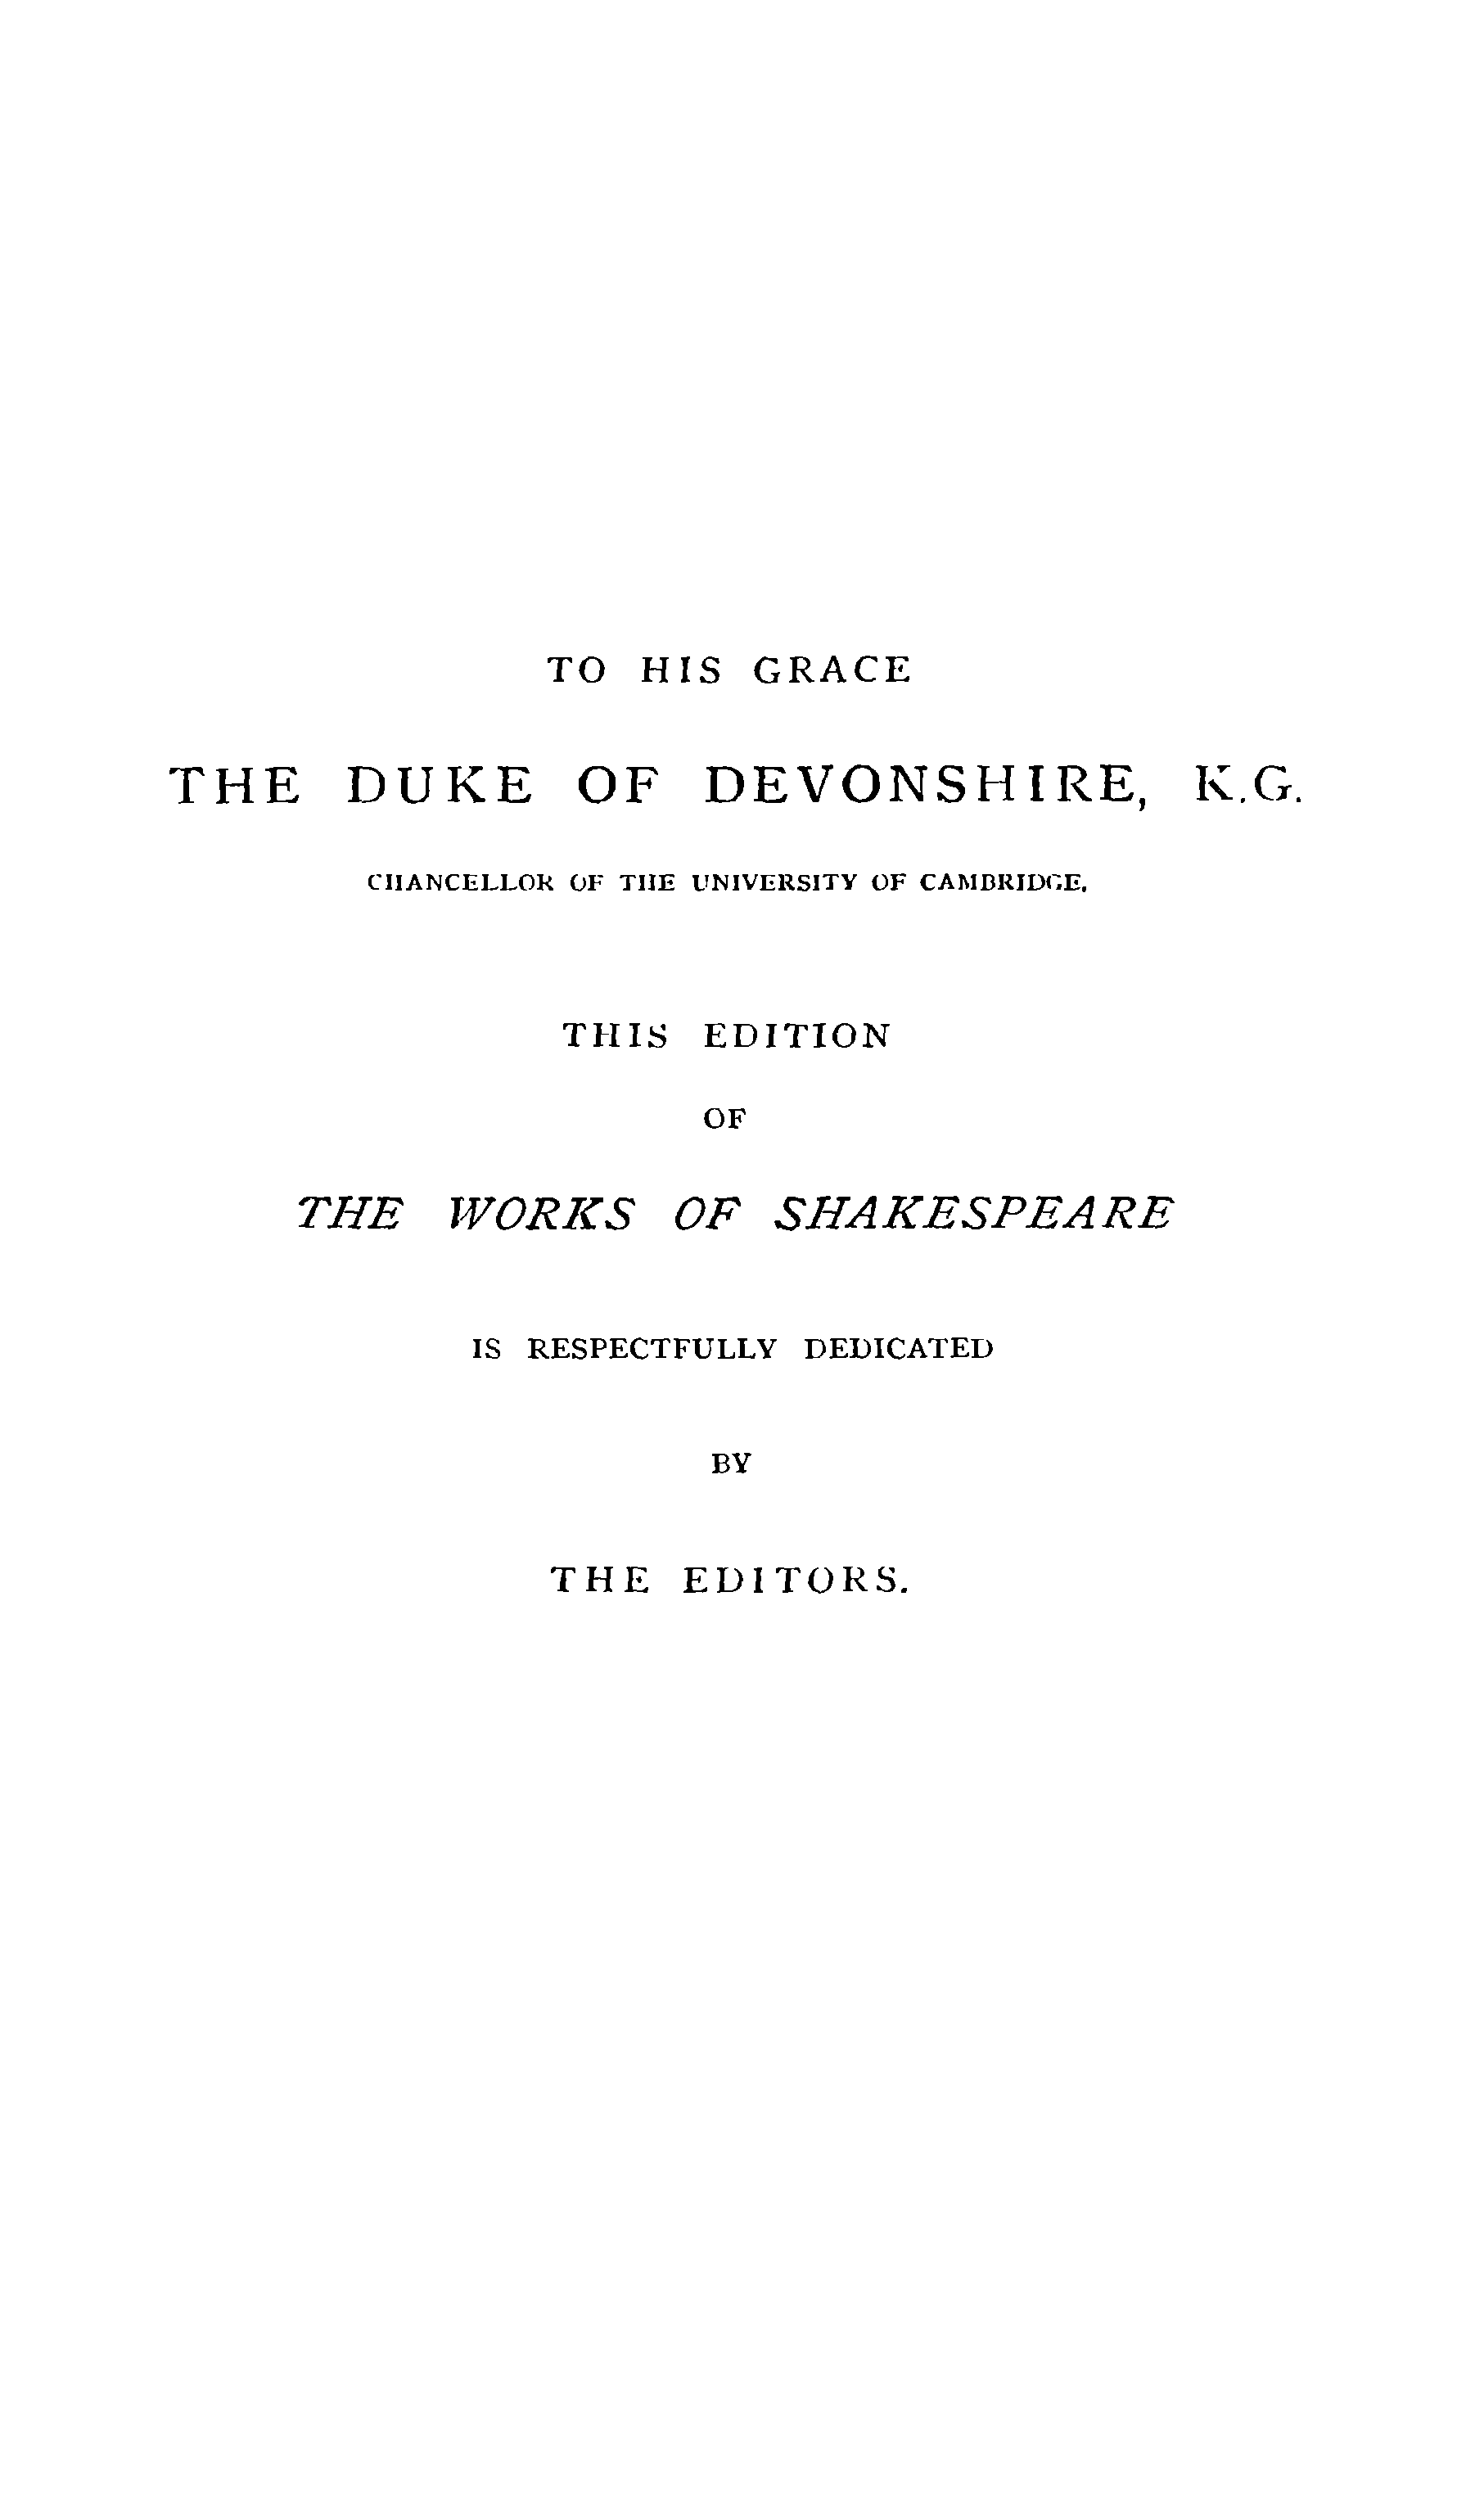 TO HIS GRACE
THE DUKE OF DEVONSHIRE, K.G.
CHANCELLOR OF THE UNIVERSITY OF CAMBRIDGE,
THIS EDITION
OF
THE WORKS OF SHAKESPEARE
IS RESPECTFULLY DEDICATED
BY
THE EDITORS.